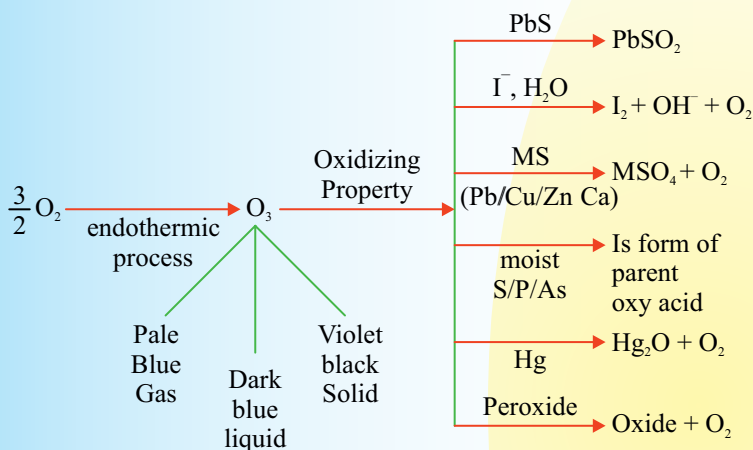 PbS
PbSO₂
I⁻, H₂O
I₂ + OH⁻ + O₂
Oxidizing
Property
MS
(Pb/Cu/Zn Ca)
MSO₄ + O₂
3/2 O₂
endothermic
process
O₃
moist
S/P/As
Is form of
parent
oxy acid
Pale
Blue
Gas
Dark
blue
liquid
Violet
black
Solid
Hg
Hg₂O + O₂
Peroxide
Oxide + O₂